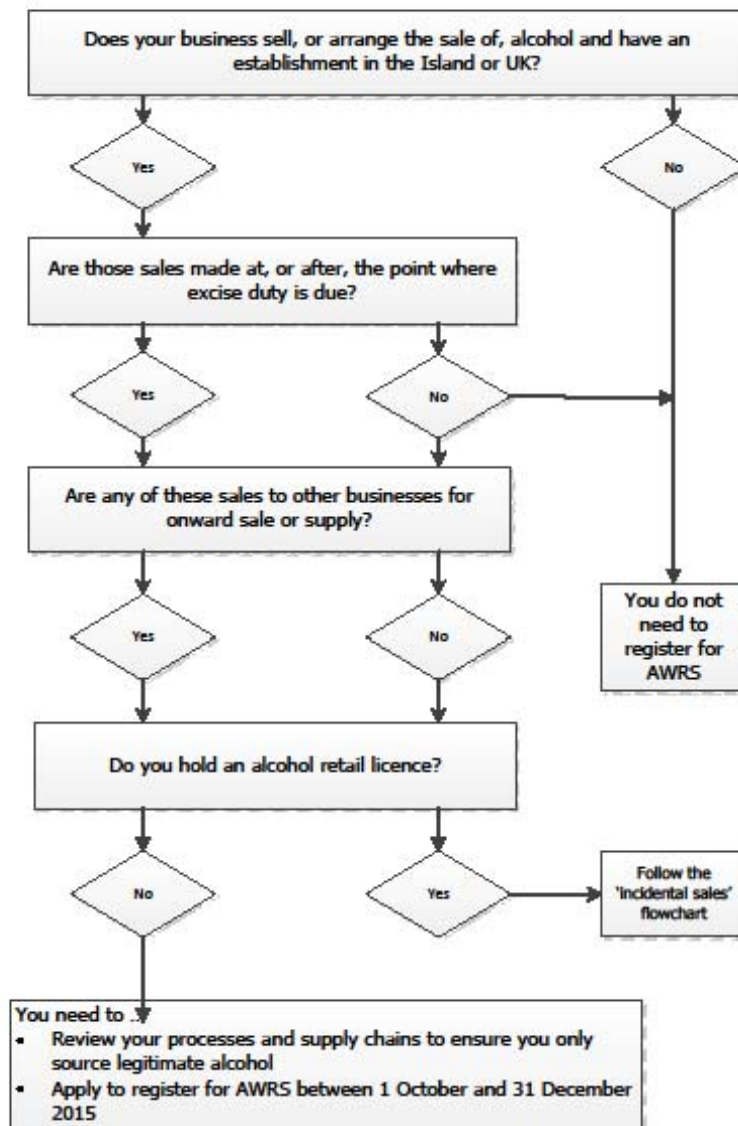 Does your business sell, or arrange the sale of, alcohol and have an
establishment in the Island or UK?
Yes
No
Are those sales made at, or after, the point where
excise duty is due?
Yes
No
Are any of these sales to other businesses for
onward sale or supply?
Yes
No
You do not
need to
register for
AWRS
Do you hold an alcohol retail licence?
No
Yes
Follow the
'incidental sales'
flowchart
You need to ...
▪ Review your processes and supply chains to ensure you only
source legitimate alcohol
▪ Apply to register for AWRS between 1 October and 31 December
2015